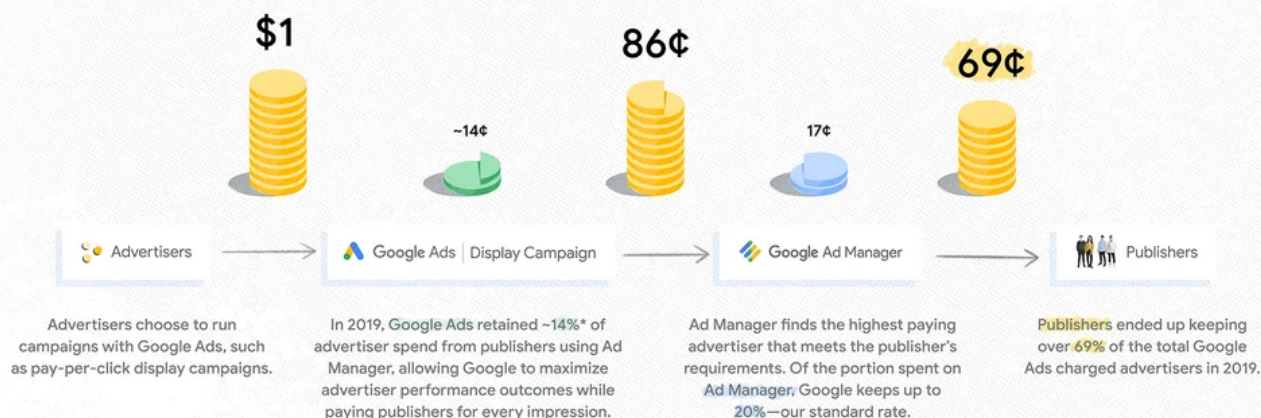 $1
~14¢
86¢
17¢
69¢
Advertisers
Google Ads | Display Campaign
Google Ad Manager
Publishers
Advertisers choose to run
campaigns with Google Ads, such
as pay-per-click display campaigns.
In 2019, Google Ads retained ~14%* of
advertiser spend from publishers using Ad
Manager, allowing Google to maximize
advertiser performance outcomes while
paying publishers for every impression.
Ad Manager finds the highest paying
advertiser that meets the publisher's
requirements. Of the portion spent on
Ad Manager, Google keeps up to
20%—our standard rate.
Publishers ended up keeping
over 69% of the total Google
Ads charged advertisers in 2019.